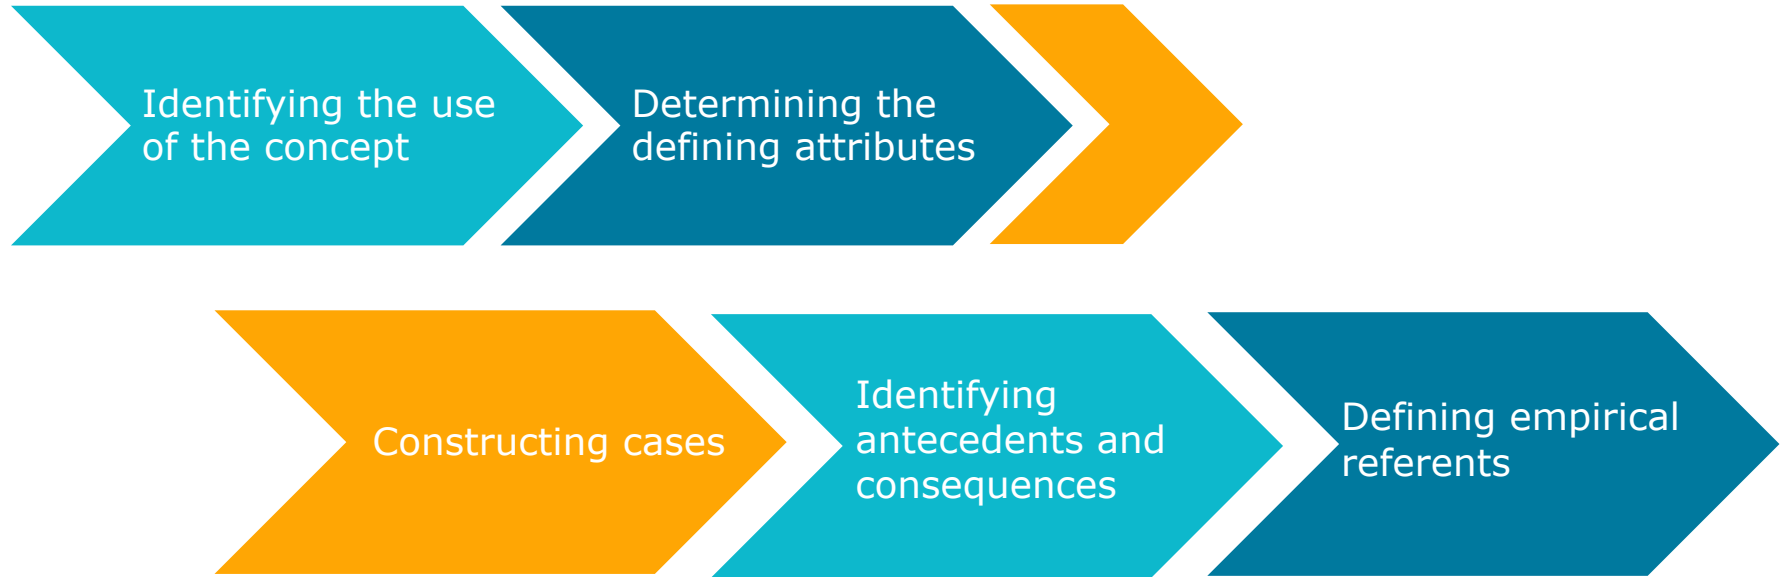 Identifying the use
of the concept
Determining the
defining attributes
Constructing cases
Identifying
antecedents and
consequences
Defining empirical
referents